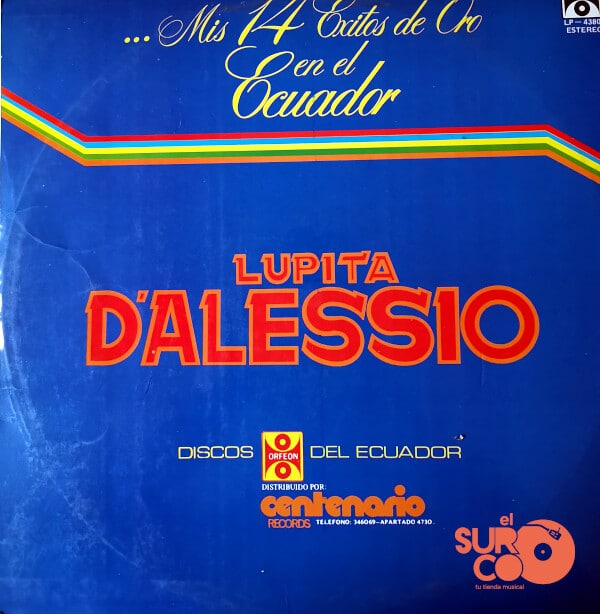 ... Mis 14 Éxitos de Oro
en el
Ecuador
LP-4380
ESTEREO
LUPITA
D'ALESSIO
DISCOS ORFEON DEL ECUADOR
DISTRIBUIDO POR:
centenario
RECORDS TELEFONO: 346069-APARTADO 4730.
el
SURCO
tu tienda musical